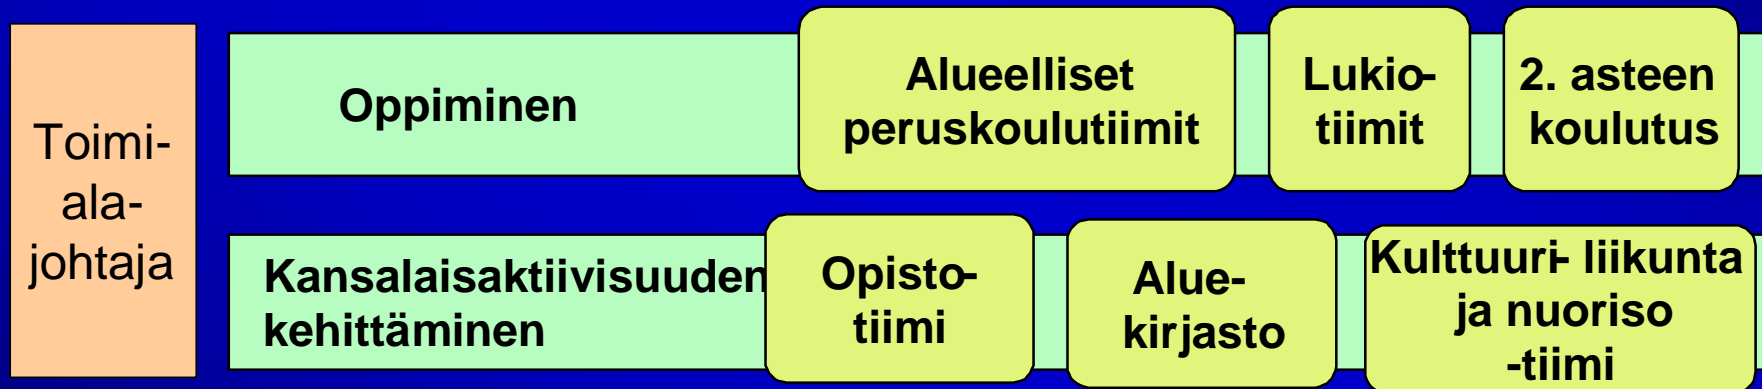 Toimi-
ala-
johtaja
Oppiminen
Alueelliset
peruskoulutiimit
Lukio-
tiimit
2. asteen
koulutus
Kansalaisaktiivisuuden
kehittäminen
Opisto-
tiimi
Alue-
kirjasto
Kulttuuri- liikunta
ja nuoriso
-tiimi